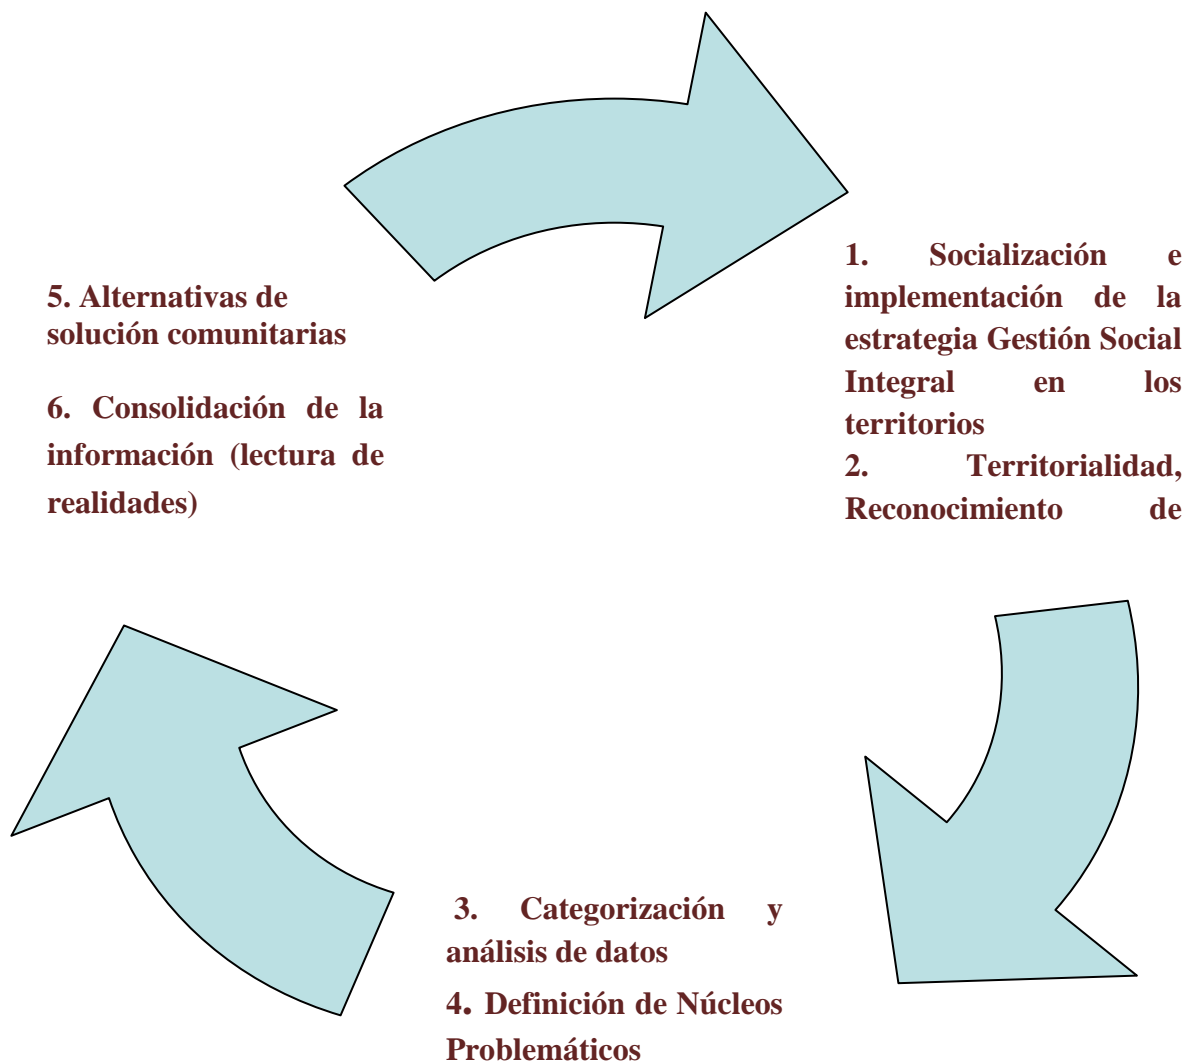 1. Socialización e
implementación de la
estrategia Gestión Social
Integral en los
territorios
2. Territorialidad,
Reconocimiento de
3. Categorización y
análisis de datos
4. Definición de Núcleos
Problemáticos
5. Alternativas de
solución comunitarias
6. Consolidación de la
información (lectura de
realidades)